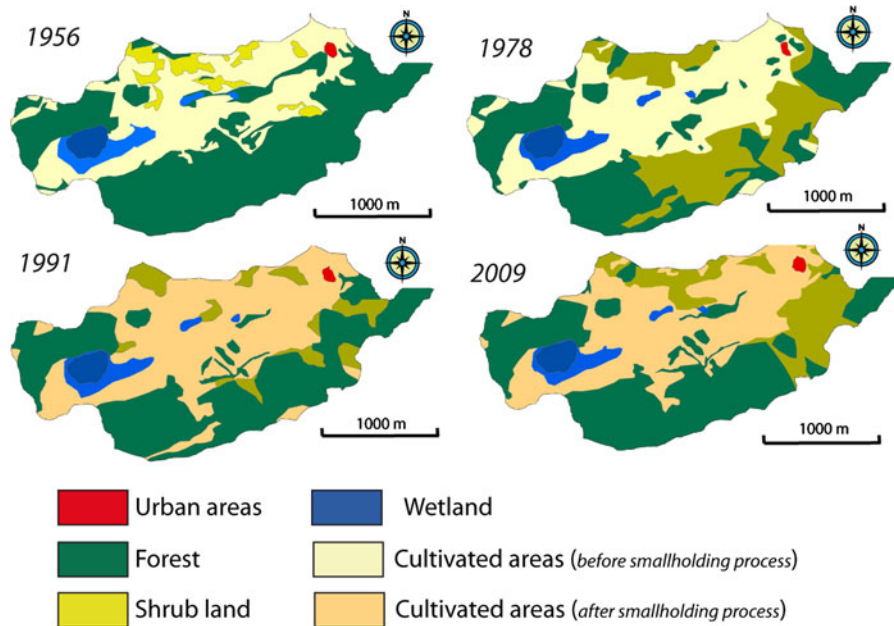 1956
N
1000 m
1978
N
1000 m
1991
N
1000 m
2009
N
1000 m
Urban areas
Wetland
Forest
Cultivated areas (before smallholding process)
Shrub land
Cultivated areas (after smallholding process)